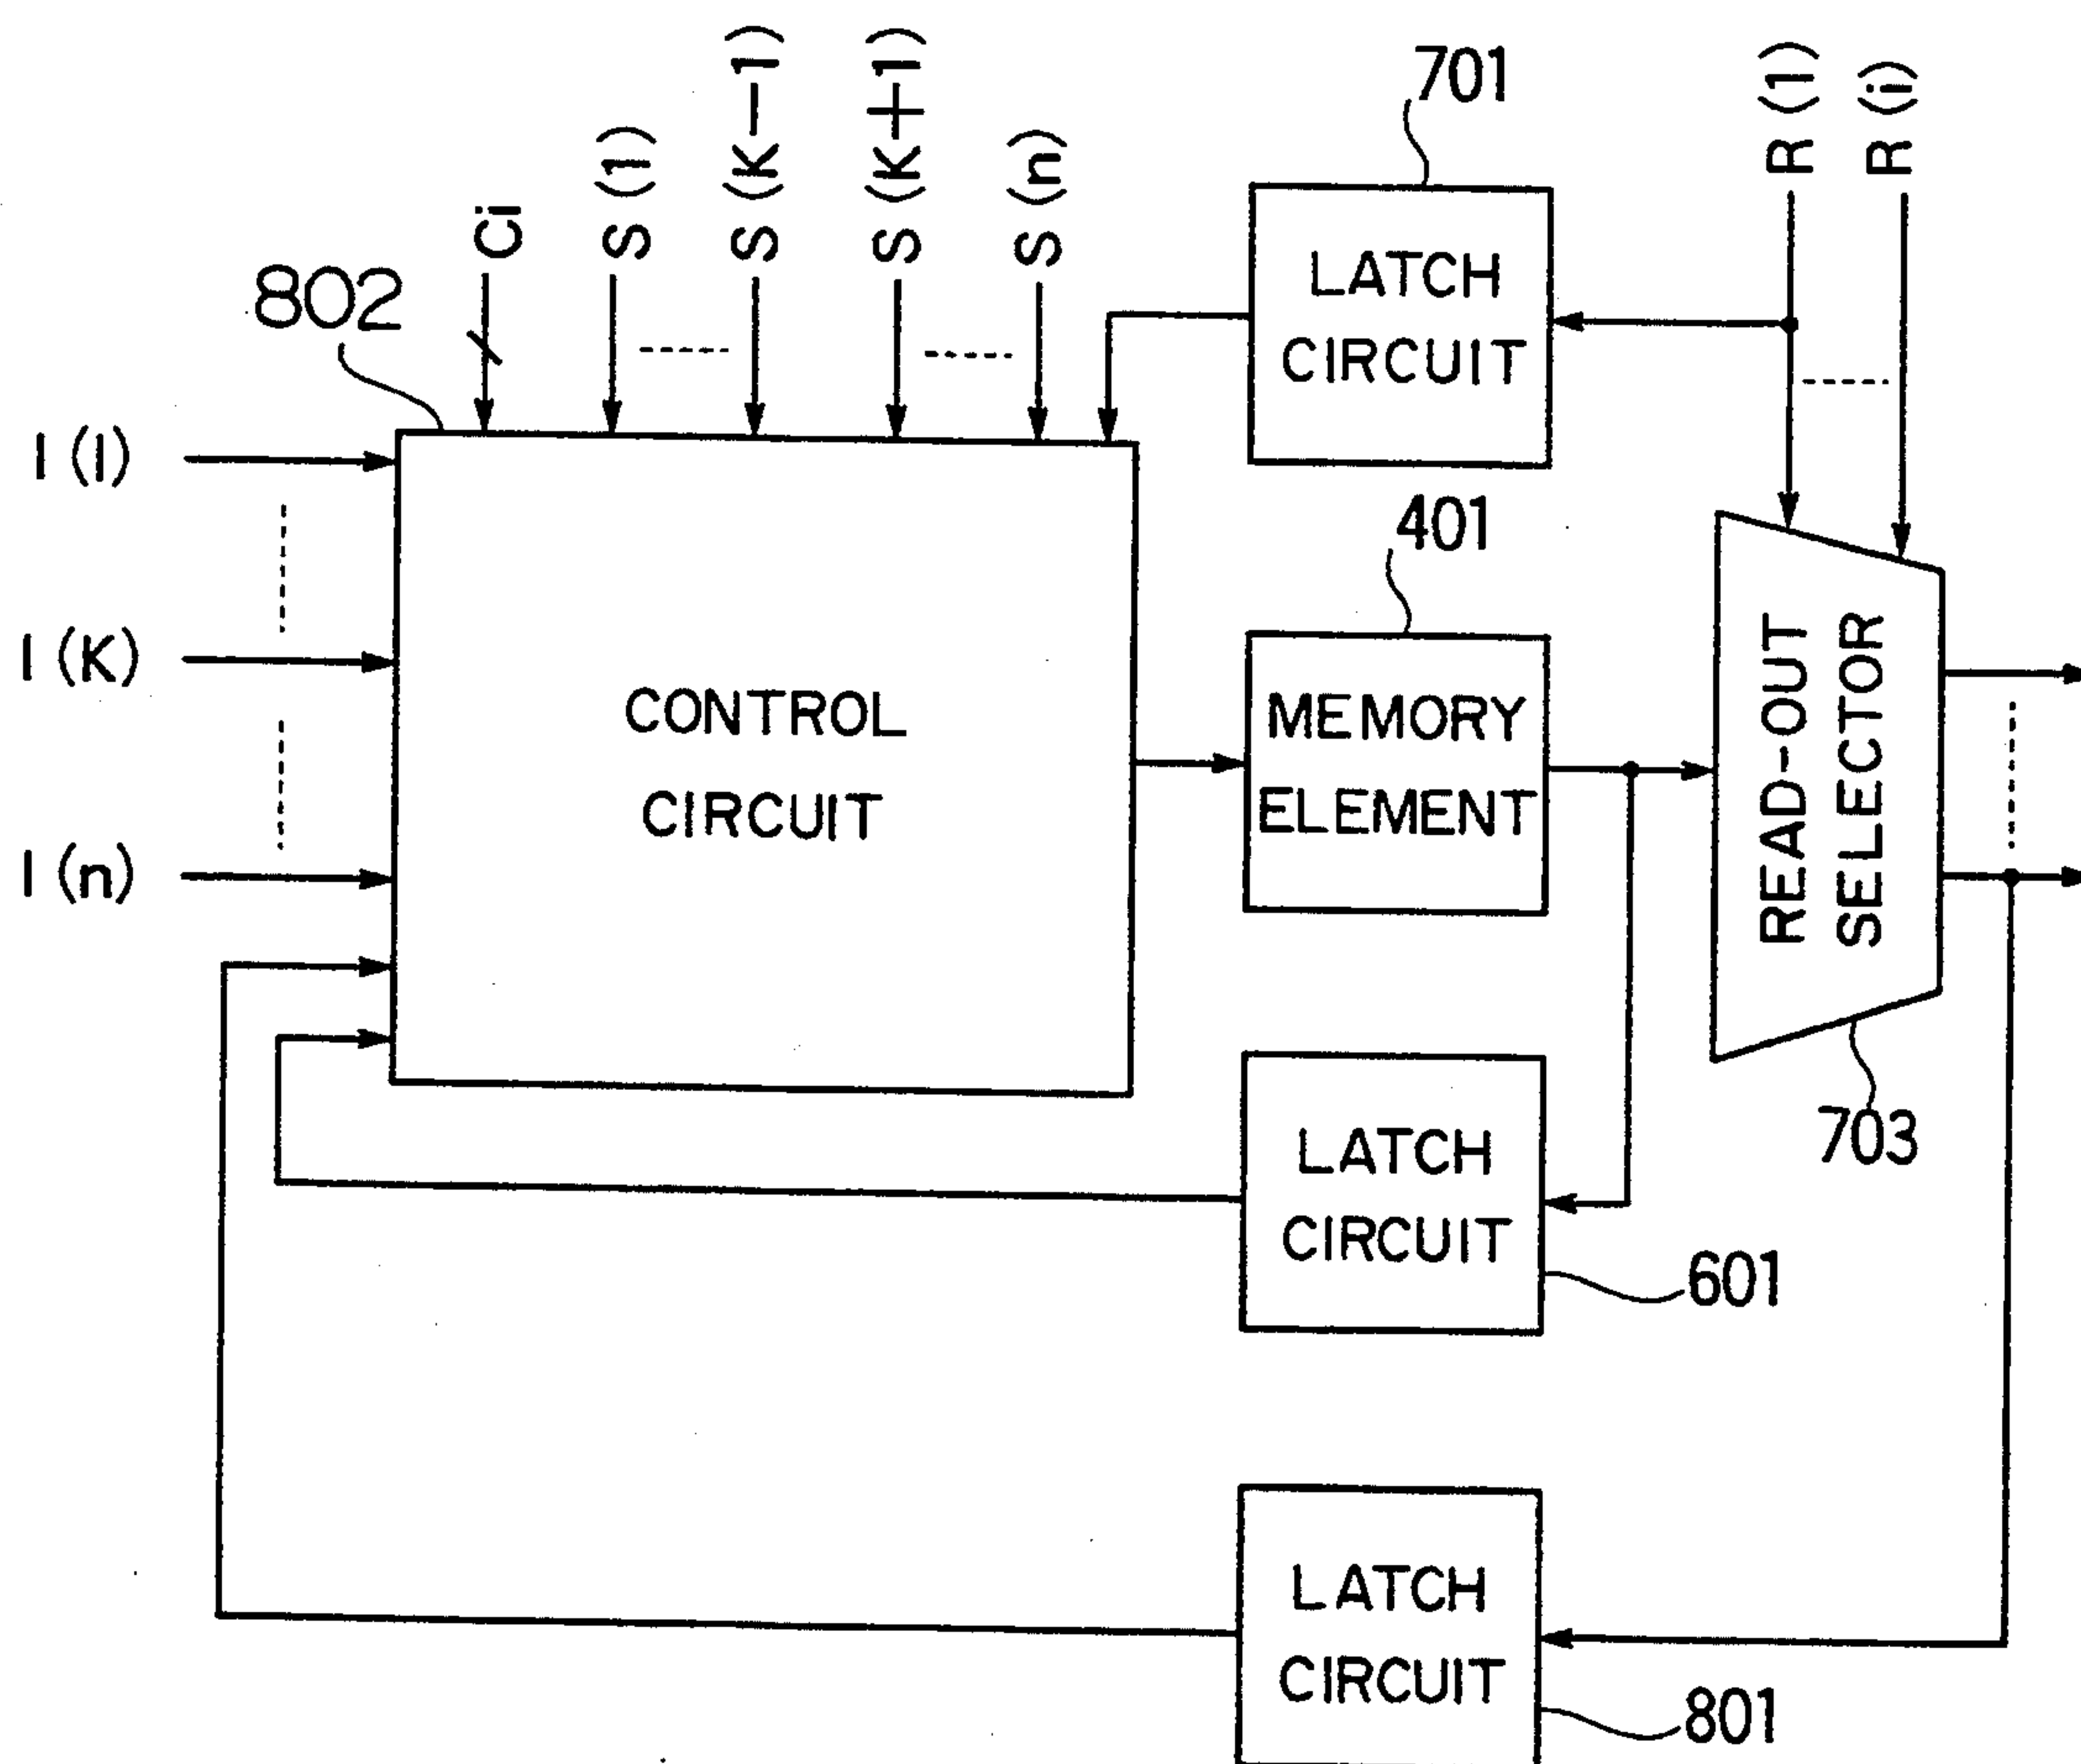 Ci
S (1)
S (K-1)
S (K+1)
S (n)
701
R (1)
R (i)
802
LATCH
CIRCUIT
I (1)
401
I (K)
CONTROL
CIRCUIT
MEMORY
ELEMENT
READ-OUT
SELECTOR
I (n)
703
LATCH
CIRCUIT
601
LATCH
CIRCUIT
801